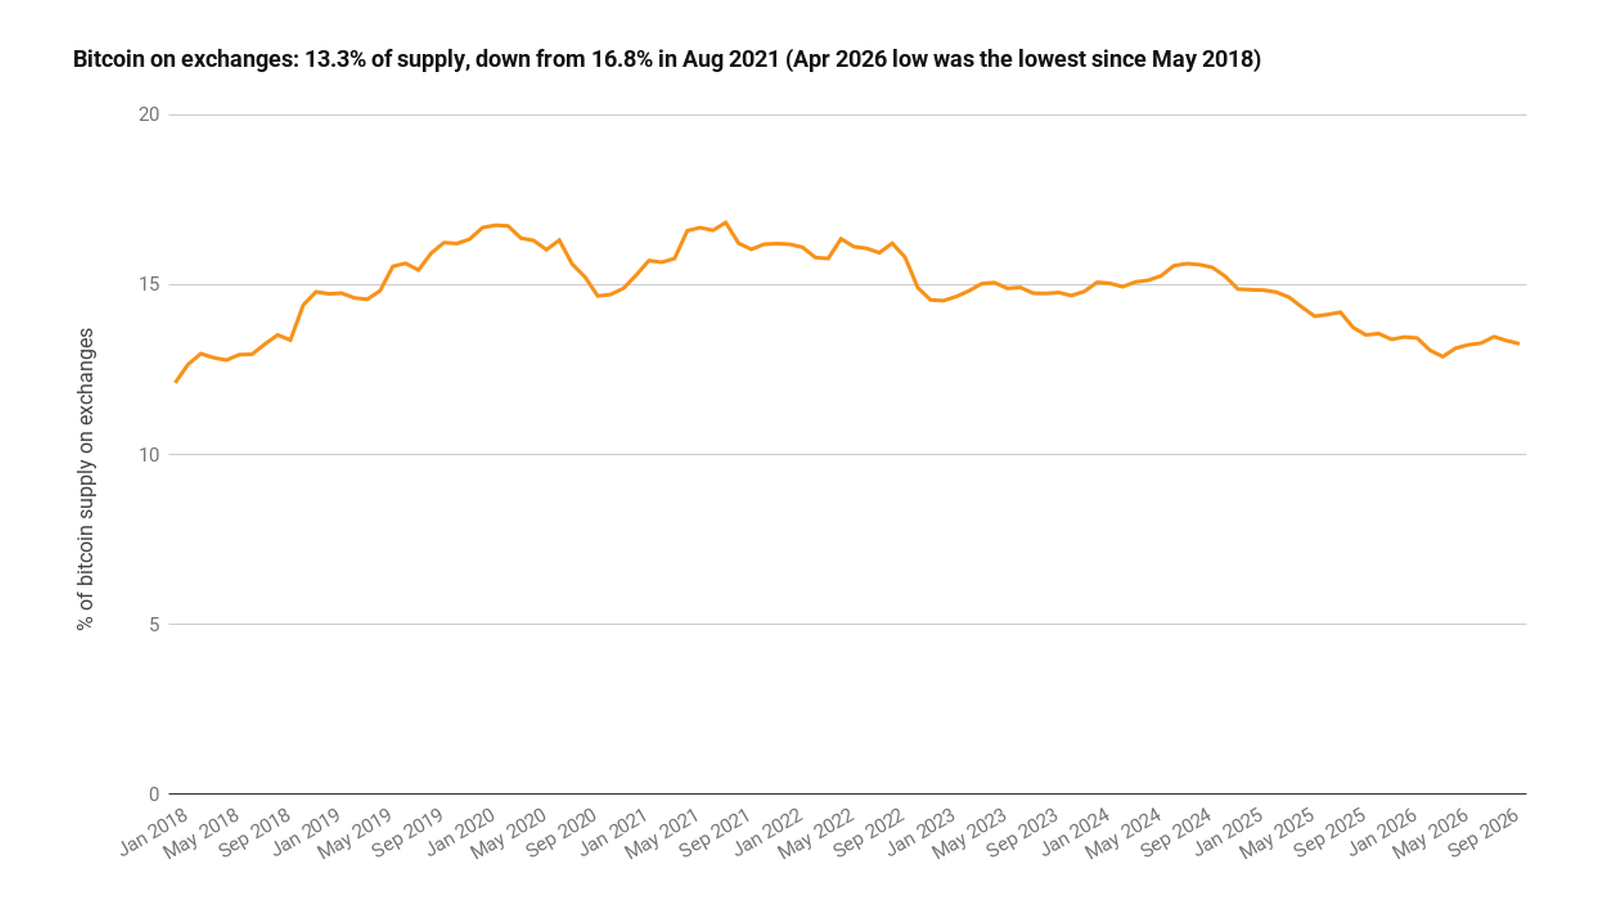 Bitcoin on exchanges: 13.3% of supply, down from 16.8% in Aug 2021 (Apr 2026 low was the lowest since May 2018)
% of bitcoin supply on exchanges
20
15
10
5
0
Jan 2018
May 2018
Sep 2018
Jan 2019
May 2019
Sep 2019
Jan 2020
May 2020
Sep 2020
Jan 2021
May 2021
Sep 2021
Jan 2022
May 2022
Sep 2022
Jan 2023
May 2023
Sep 2023
Jan 2024
May 2024
Sep 2024
Jan 2025
May 2025
Sep 2025
Jan 2026
May 2026
Sep 2026